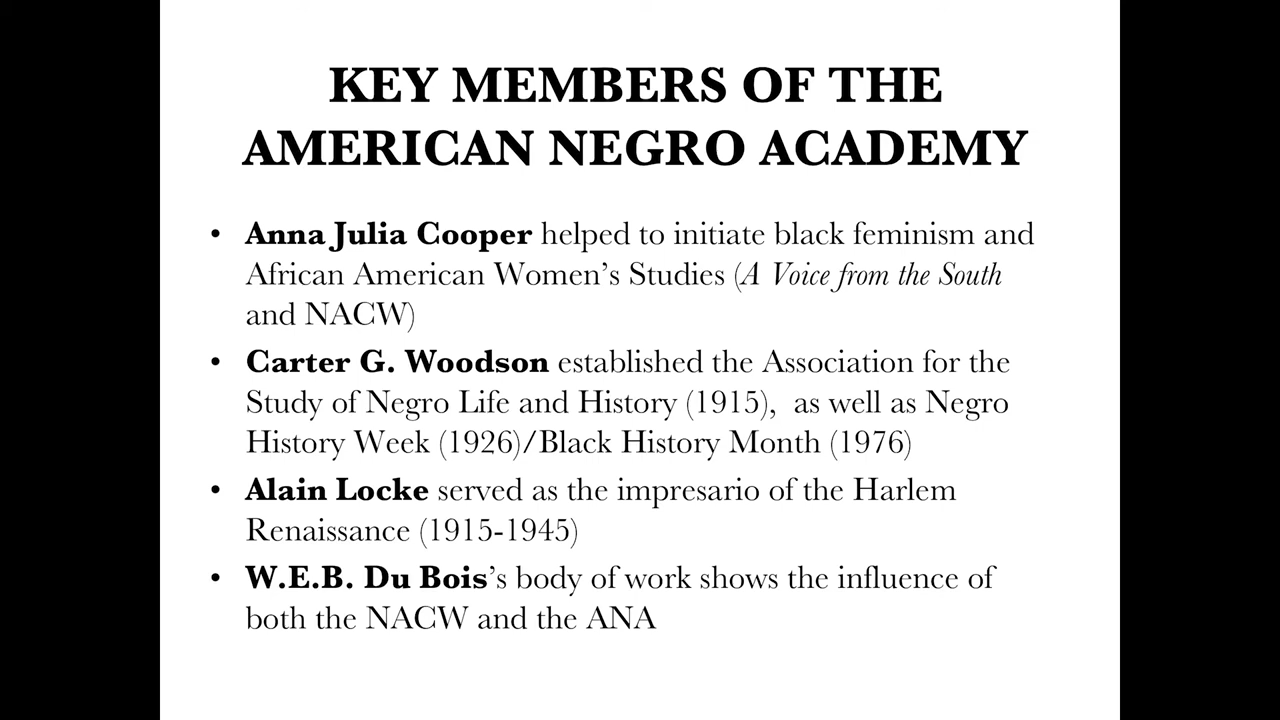 KEY MEMBERS OF THE
AMERICAN NEGRO ACADEMY
• Anna Julia Cooper helped to initiate black feminism and
African American Women’s Studies (A Voice from the South
and NACW)
• Carter G. Woodson established the Association for the
Study of Negro Life and History (1915),  as well as Negro
History Week (1926)/Black History Month (1976)
• Alain Locke served as the impresario of the Harlem
Renaissance (1915-1945)
• W.E.B. Du Bois’s body of work shows the influence of
both the NACW and the ANA